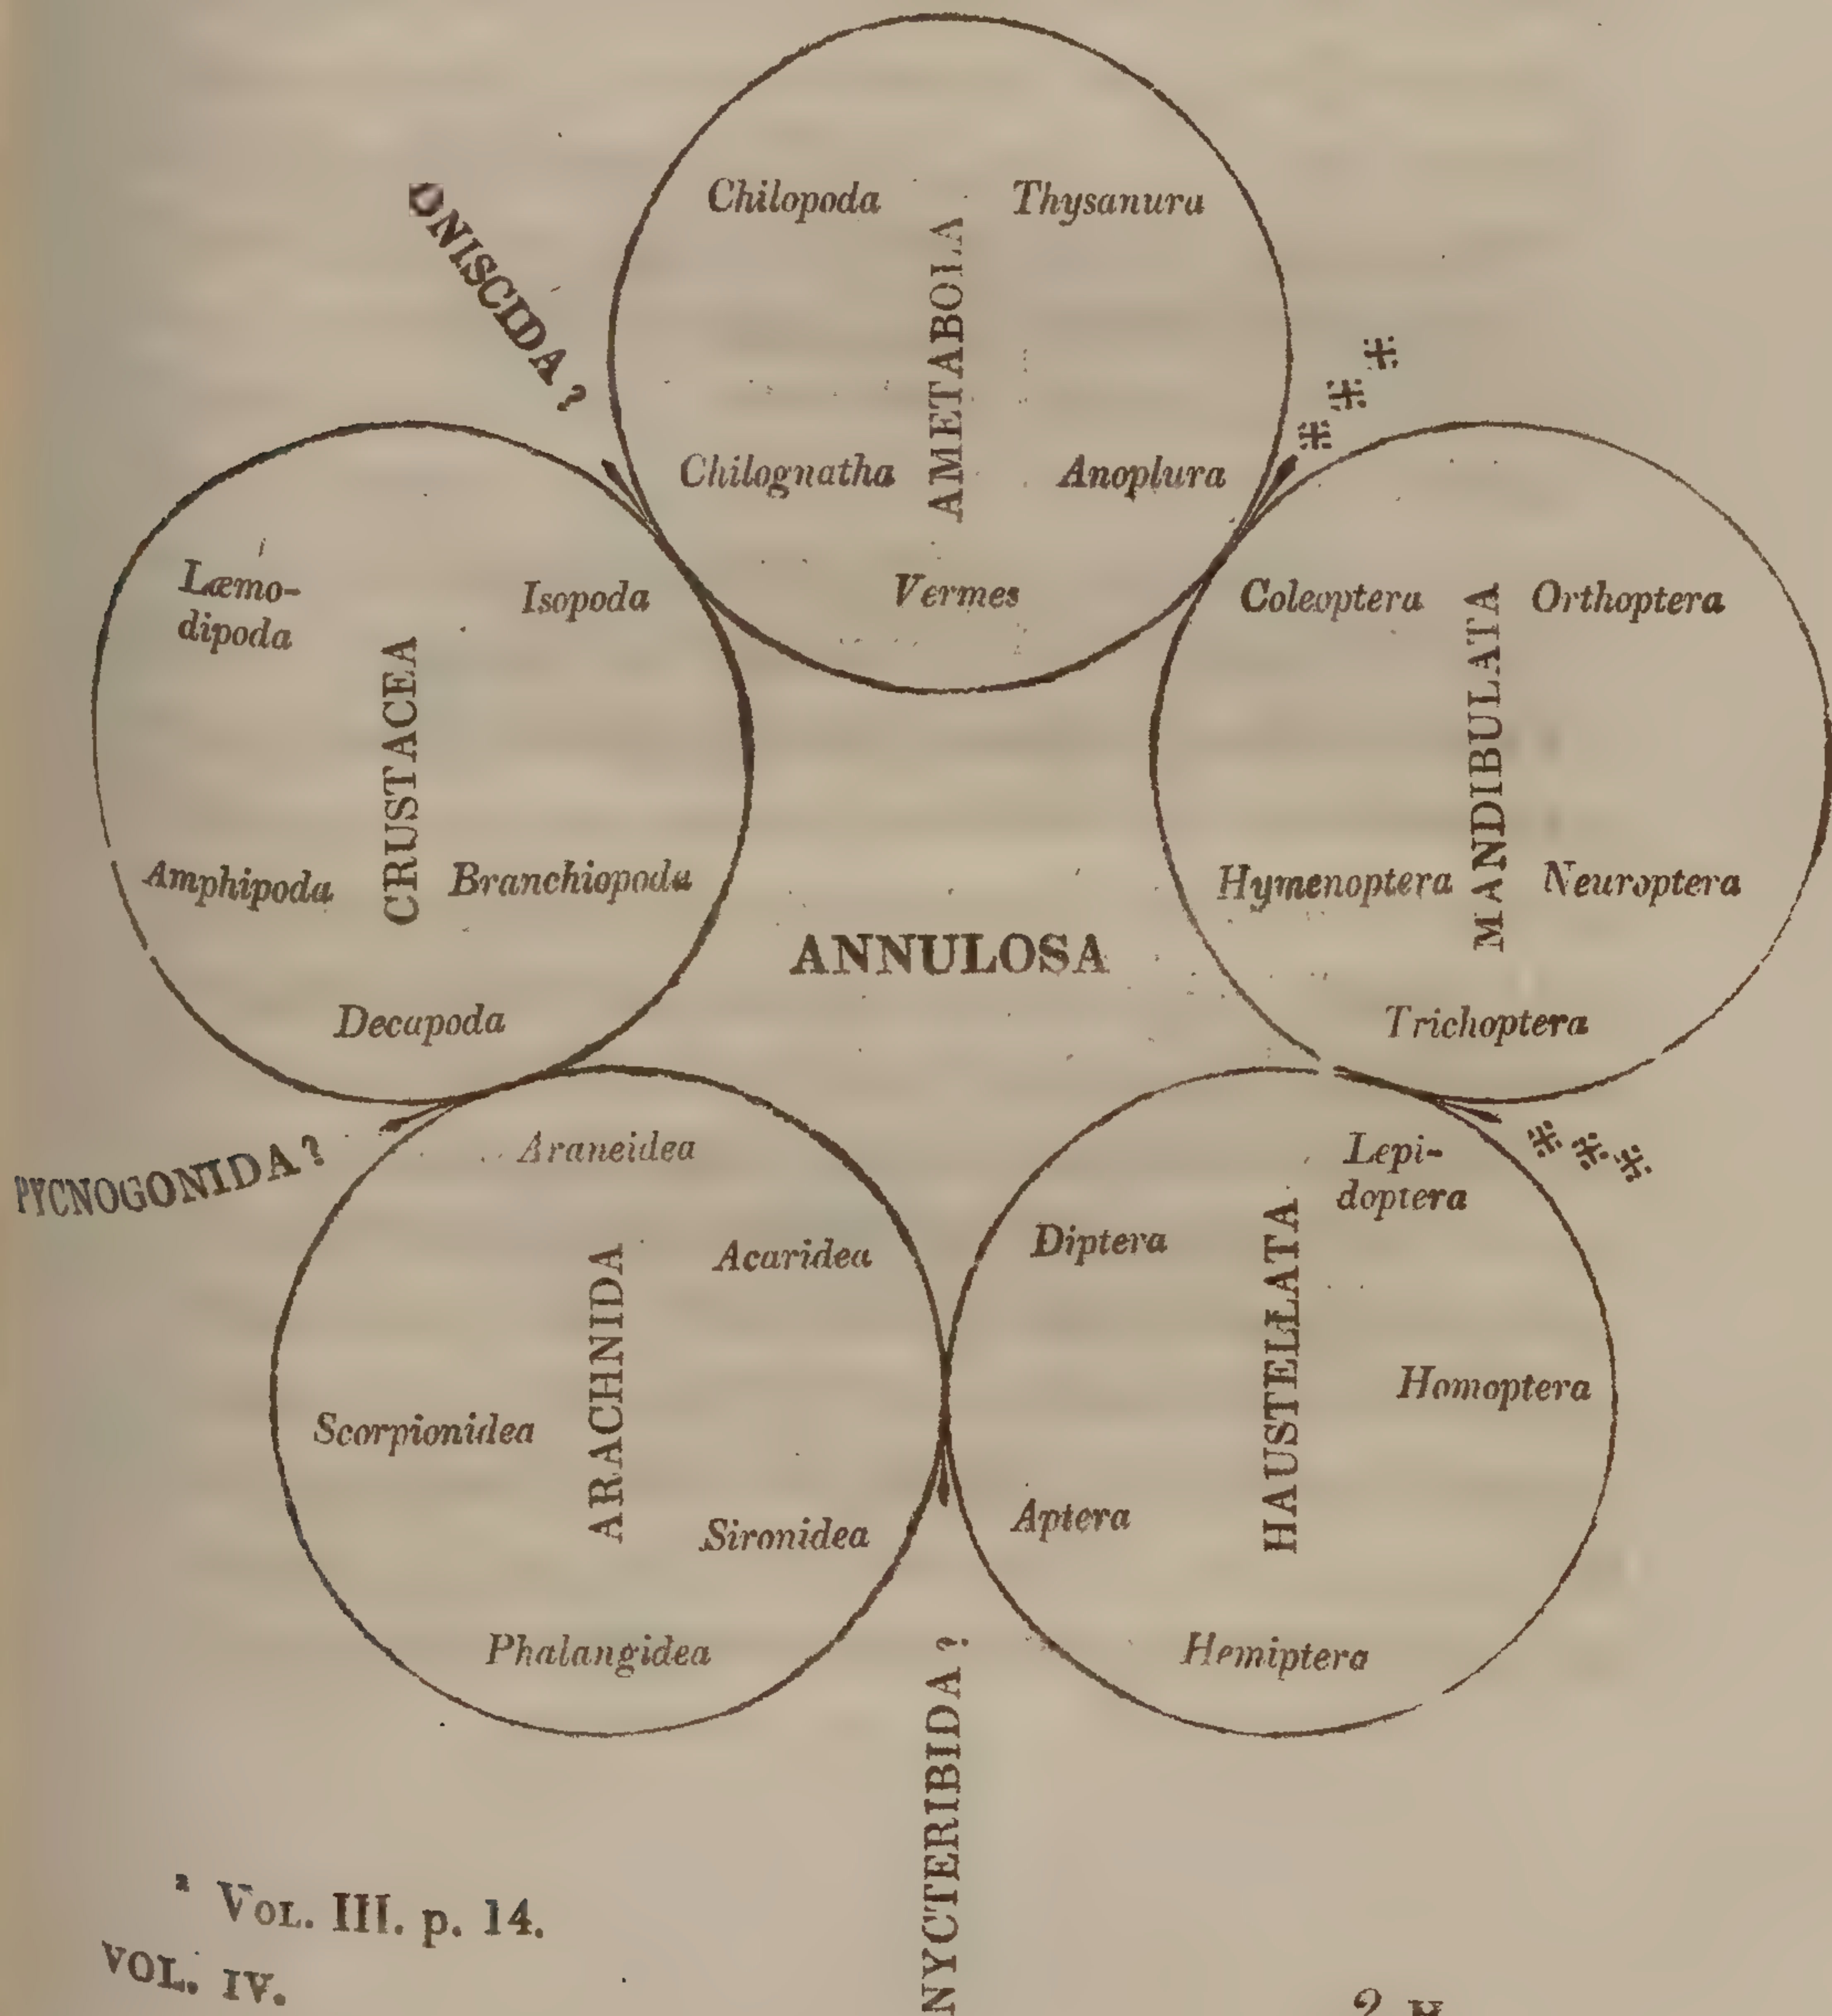 Chilopoda
Thysanura
AMETABOLA
Chilognatha
Anoplura
Vermes
ONISCIDA?
⁂
Læmo-
dipoda
Isopoda
CRUSTACEA
Amphipoda
Branchiopoda
Decapoda
Coleoptera
Orthoptera
MANDIBULATA
Hymenoptera
Neuroptera
Trichoptera
ANNULOSA
PYCNOGONIDA?
Araneidea
Acaridea
ARACHNIDA
Scorpionidea
Sironidea
Phalangidea
Lepi-
doptera
Diptera
HAUSTELLATA
Homoptera
Aptera
Hemiptera
⁂
NYCTERIBIDA?
a Vol. III. p. 14.
VOL. IV.
2 H